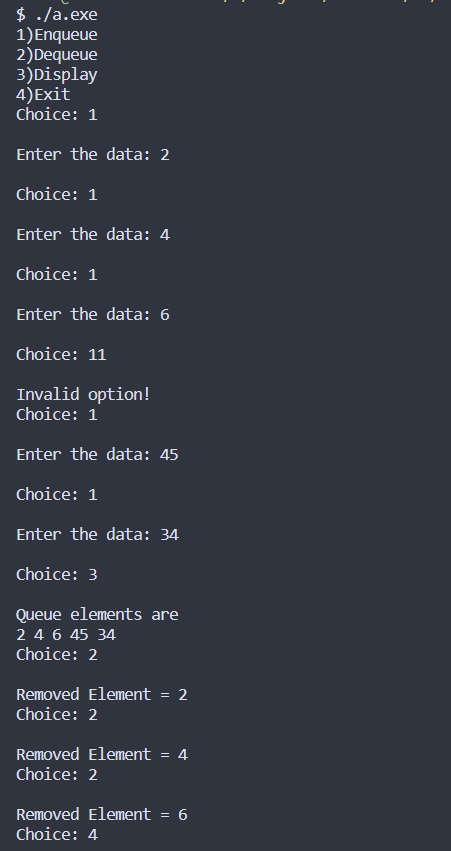 $ ./a.exe
1)Enqueue
2)Dequeue
3)Display
4)Exit
Choice: 1
Enter the data: 2
Choice: 1
Enter the data: 4
Choice: 1
Enter the data: 6
Choice: 11
Invalid option!
Choice: 1
Enter the data: 45
Choice: 1
Enter the data: 34
Choice: 3
Queue elements are
2 4 6 45 34
Choice: 2
Removed Element = 2
Choice: 2
Removed Element = 4
Choice: 2
Removed Element = 6
Choice: 4